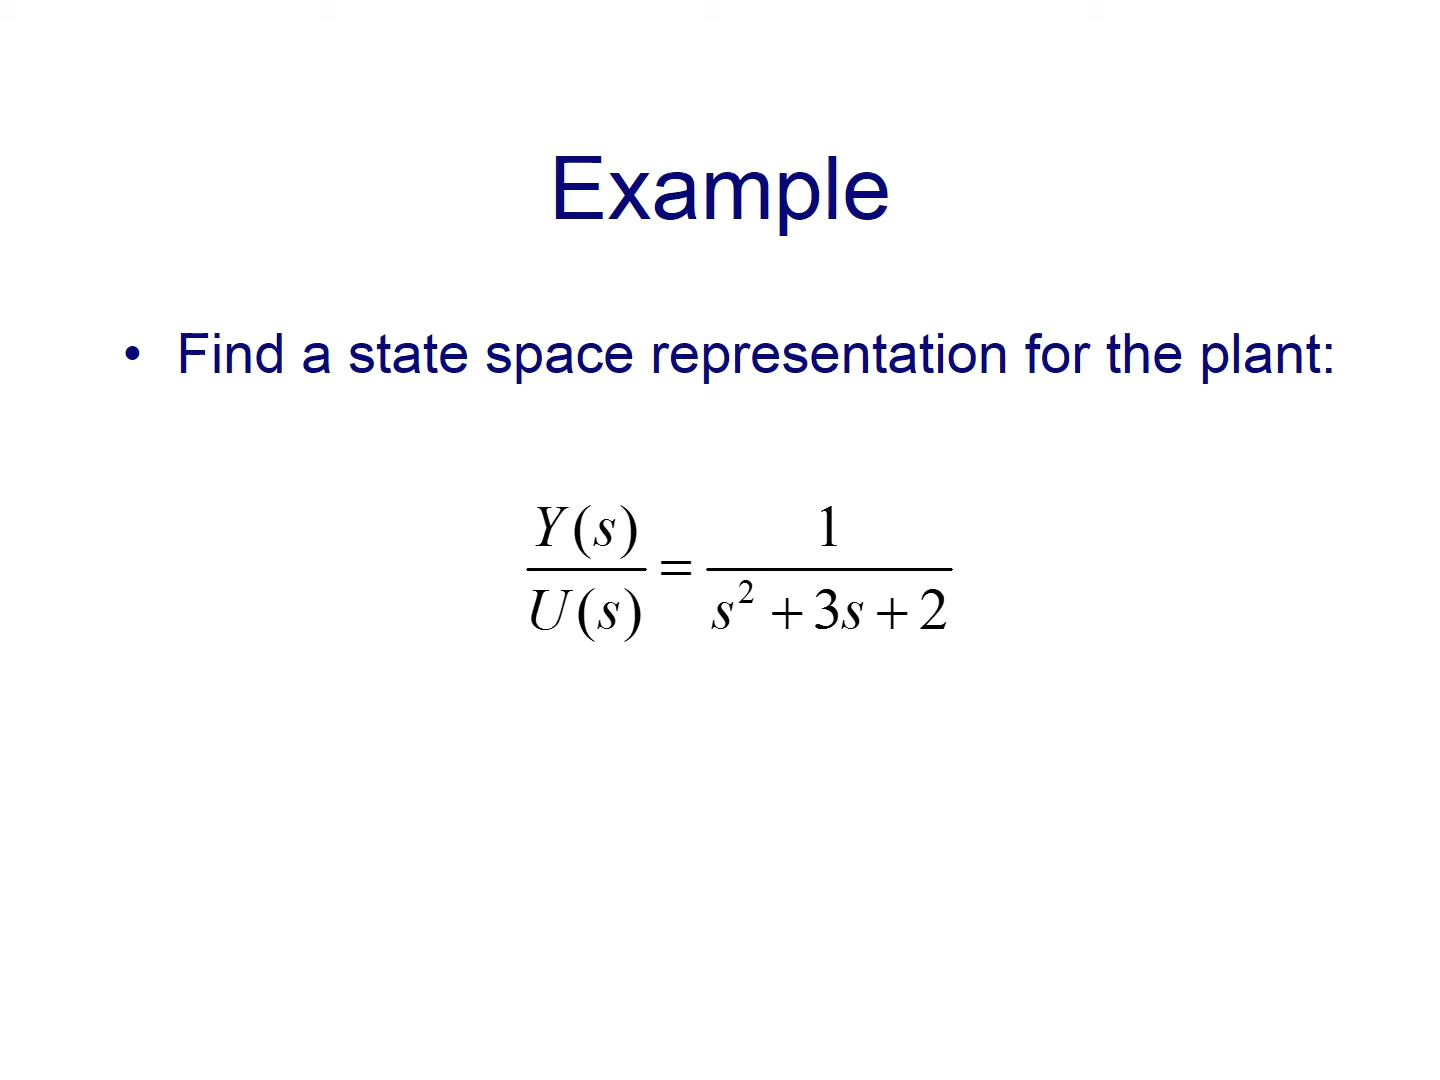 Example
• Find a state space representation for the plant:
Y(s)/U(s) = 1/(s² + 3s + 2)